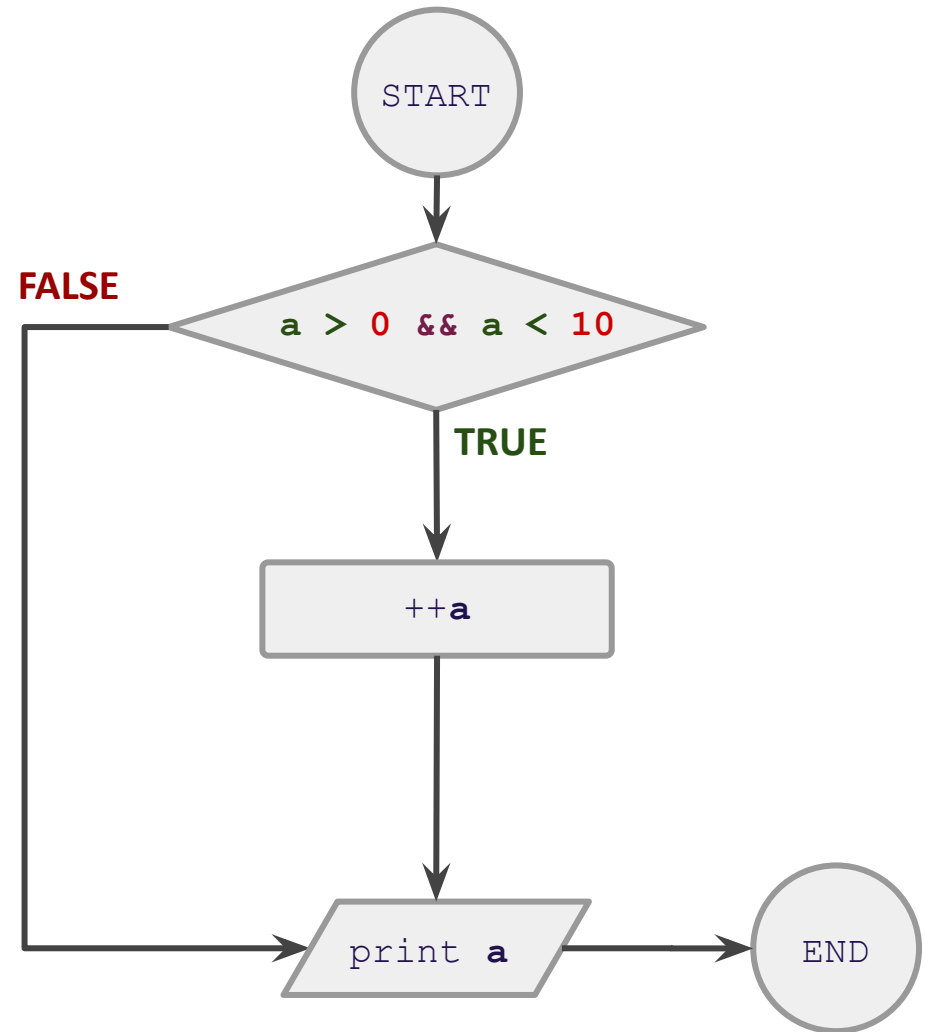 START
FALSE
a > 0 && a < 10
TRUE
++a
print a
END